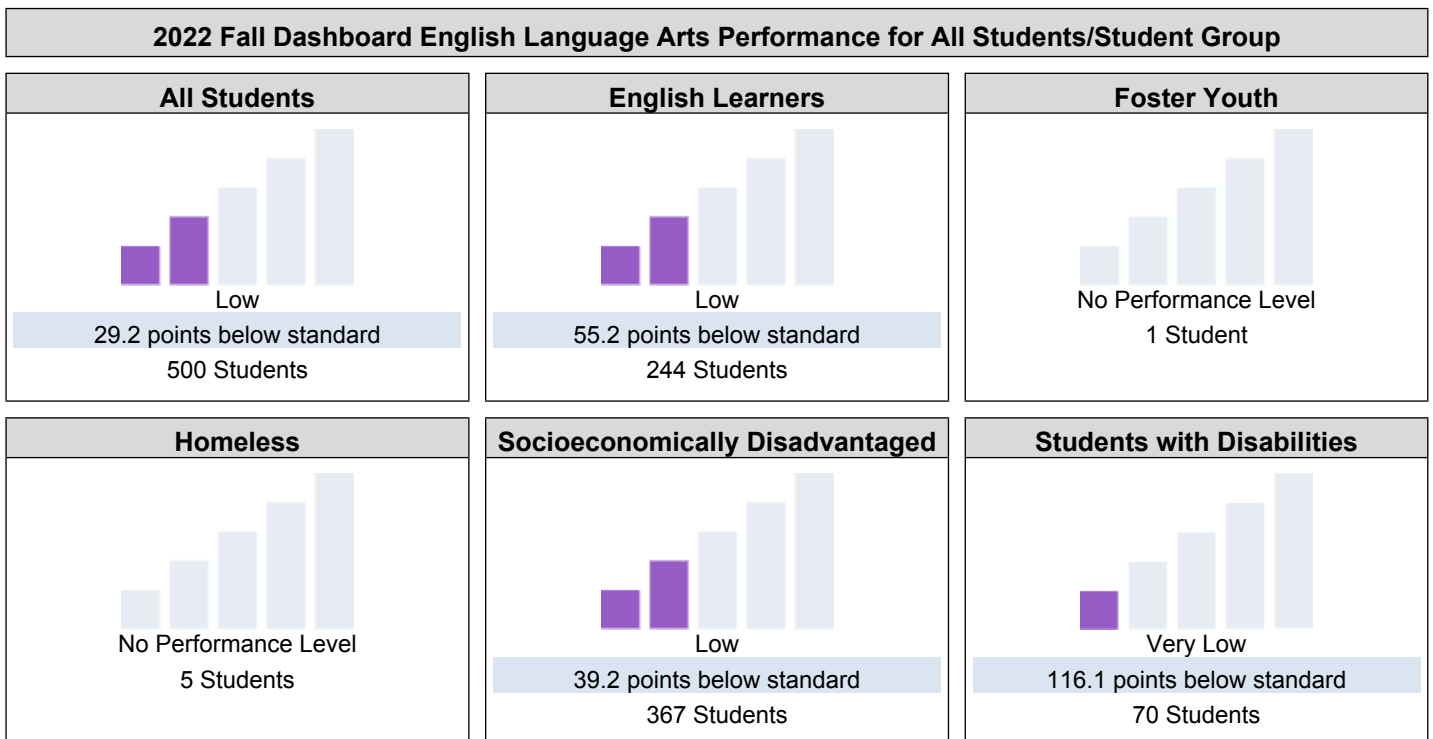 2022 Fall Dashboard English Language Arts Performance for All Students/Student Group
All Students
Low
29.2 points below standard
500 Students
English Learners
Low
55.2 points below standard
244 Students
Foster Youth
No Performance Level
1 Student
Homeless
No Performance Level
5 Students
Socioeconomically Disadvantaged
Low
39.2 points below standard
367 Students
Students with Disabilities
Very Low
116.1 points below standard
70 Students